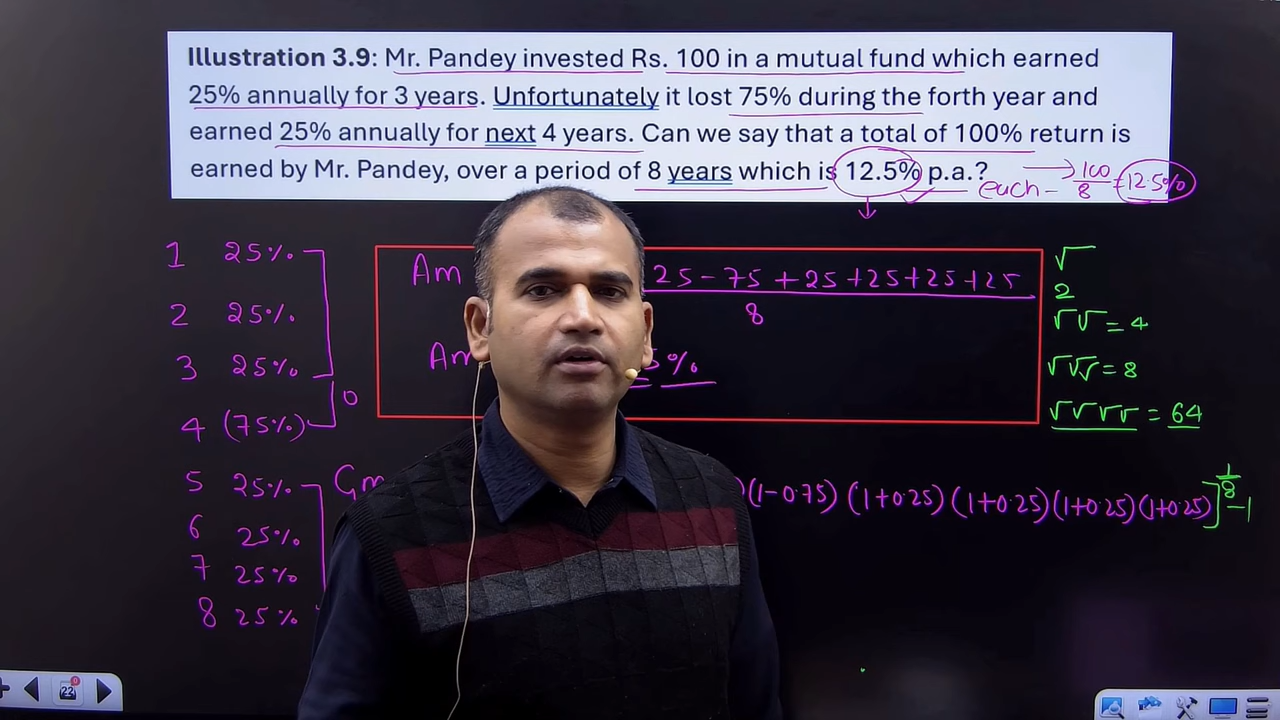 Illustration 3.9: Mr. Pandey invested Rs. 100 in a mutual fund which earned
25% annually for 3 years. Unfortunately it lost 75% during the forth year and
earned 25% annually for next 4 years. Can we say that a total of 100% return is
earned by Mr. Pandey, over a period of 8 years which is 12.5% p.a.?
each - → 100/8 = 12.5%
1 25%
2 25%
3 25%
4 (75%)
0
5 25%
6 25%
7 25%
8 25%
Am 25 - 75 + 25 + 25 + 25 + 25
8
Am 5%
√
2
√√ = 4
√√√ = 8
√√√√ = 64
Gm )(1-0.75) (1+0.25) (1+0.25) (1+0.25) (1+0.25)]^1/8 -1
22